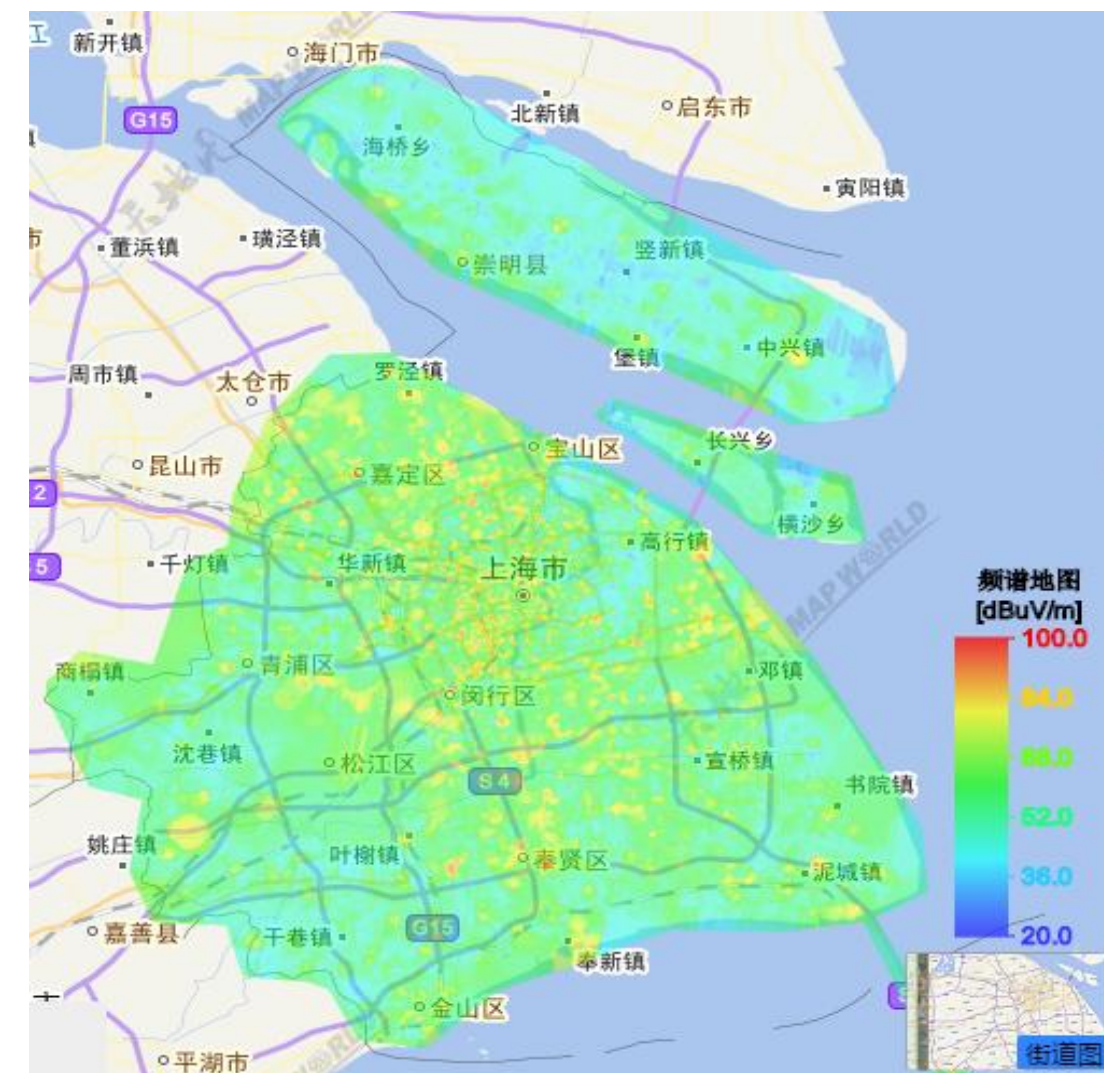 江
新开镇
海门市
G15
北新镇
启东市
海桥乡
寅阳镇
市
董浜镇
璜泾镇
竖新镇
崇明县
堡镇
中兴镇
周市镇
太仓市
罗泾镇
长兴乡
昆山市
宝山区
嘉定区
2
横沙乡
5
千灯镇
华新镇
上海市
高行镇
MAPWORLD
MAPWORLD
频谱地图
[dBuV/m]
100.0
84.0
68.0
52.0
36.0
20.0
商榻镇
青浦区
闵行区
邓镇
沈巷镇
松江区
S4
宣桥镇
书院镇
姚庄镇
叶榭镇
奉贤区
泥城镇
嘉善县
干巷镇
G15
奉新镇
金山区
平湖市
街道图